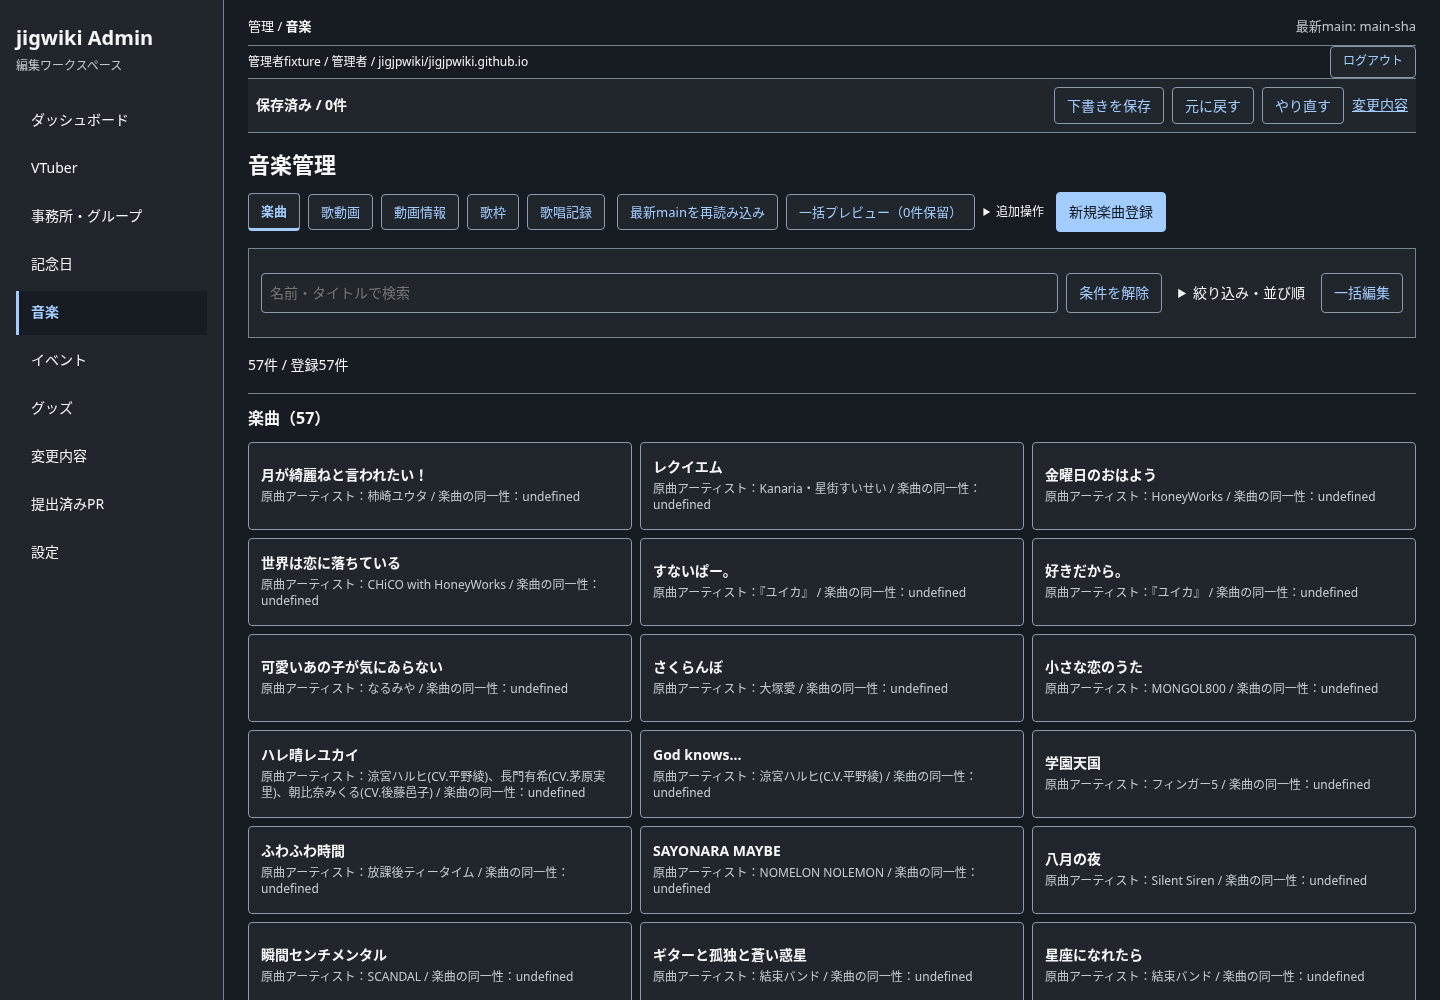 jigwiki Admin
編集ワークスペース
ダッシュボード
VTuber
事務所・グループ
記念日
音楽
イベント
グッズ
変更内容
提出済みPR
設定
管理 / 音楽
最新main: main-sha
管理者fixture / 管理者 / jigjpwiki/jigjpwiki.github.io
ログアウト
保存済み / 0件
下書きを保存
元に戻す
やり直す
変更内容
音楽管理
楽曲
歌動画
動画情報
歌枠
歌唱記録
最新mainを再読み込み
一括プレビュー（0件保留）
▶ 追加操作
新規楽曲登録
名前・タイトルで検索
条件を解除
▶ 絞り込み・並び順
一括編集
57件 / 登録57件
楽曲（57）
月が綺麗ねと言われたい！
原曲アーティスト：柿崎ユウタ / 楽曲の同一性：undefined
レクイエム
原曲アーティスト：Kanaria・星街すいせい / 楽曲の同一性：
undefined
金曜日のおはよう
原曲アーティスト：HoneyWorks / 楽曲の同一性：undefined
世界は恋に落ちている
原曲アーティスト：CHiCO with HoneyWorks / 楽曲の同一性：
undefined
すないぱー。
原曲アーティスト：『ユイカ』 / 楽曲の同一性：undefined
好きだから。
原曲アーティスト：『ユイカ』 / 楽曲の同一性：undefined
可愛いあの子が気にゐらない
原曲アーティスト：なるみや / 楽曲の同一性：undefined
さくらんぼ
原曲アーティスト：大塚愛 / 楽曲の同一性：undefined
小さな恋のうた
原曲アーティスト：MONGOL800 / 楽曲の同一性：undefined
ハレ晴レユカイ
原曲アーティスト：涼宮ハルヒ(CV.平野綾)、長門有希(CV.茅原実
里)、朝比奈みくる(CV.後藤邑子) / 楽曲の同一性：undefined
God knows...
原曲アーティスト：涼宮ハルヒ(C.V.平野綾) / 楽曲の同一性：
undefined
学園天国
原曲アーティスト：フィンガー5 / 楽曲の同一性：undefined
ふわふわ時間
原曲アーティスト：放課後ティータイム / 楽曲の同一性：
undefined
SAYONARA MAYBE
原曲アーティスト：NOMELON NOLEMON / 楽曲の同一性：
undefined
八月の夜
原曲アーティスト：Silent Siren / 楽曲の同一性：undefined
瞬間センチメンタル
原曲アーティスト：SCANDAL / 楽曲の同一性：undefined
ギターと孤独と蒼い惑星
原曲アーティスト：結束バンド / 楽曲の同一性：undefined
星座になれたら
原曲アーティスト：結束バンド / 楽曲の同一性：undefined